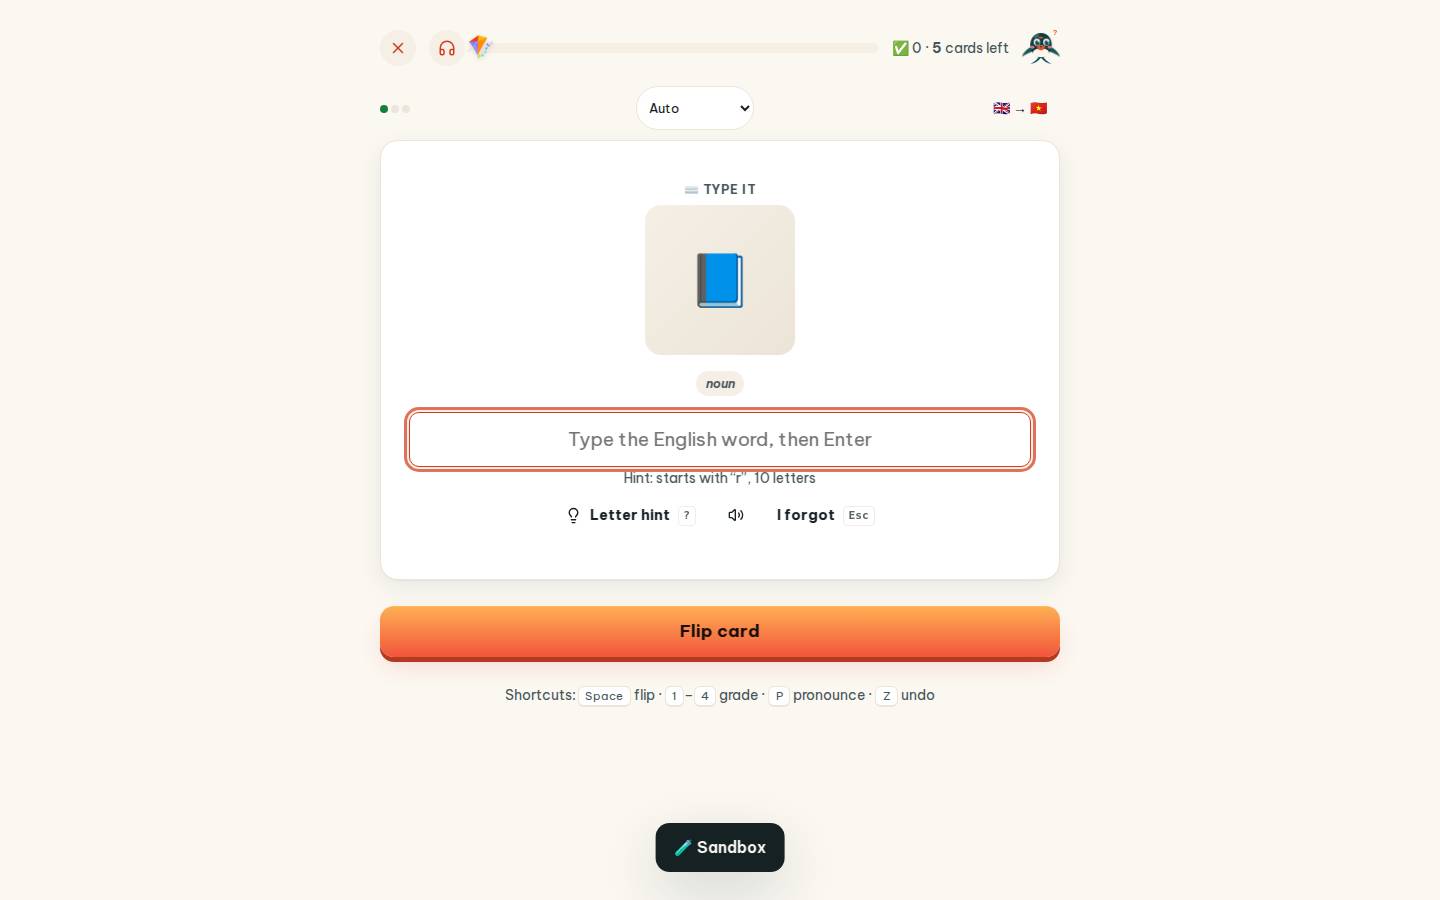 ✅ 0 · 5 cards left
Auto
🇬🇧 → 🇻🇳
⌨️ TYPE IT
noun
Type the English word, then Enter
Hint: starts with “r”, 10 letters
Letter hint ?
I forgot Esc
Flip card
Shortcuts: Space flip · 1 – 4 grade · P pronounce · Z undo
🧪 Sandbox